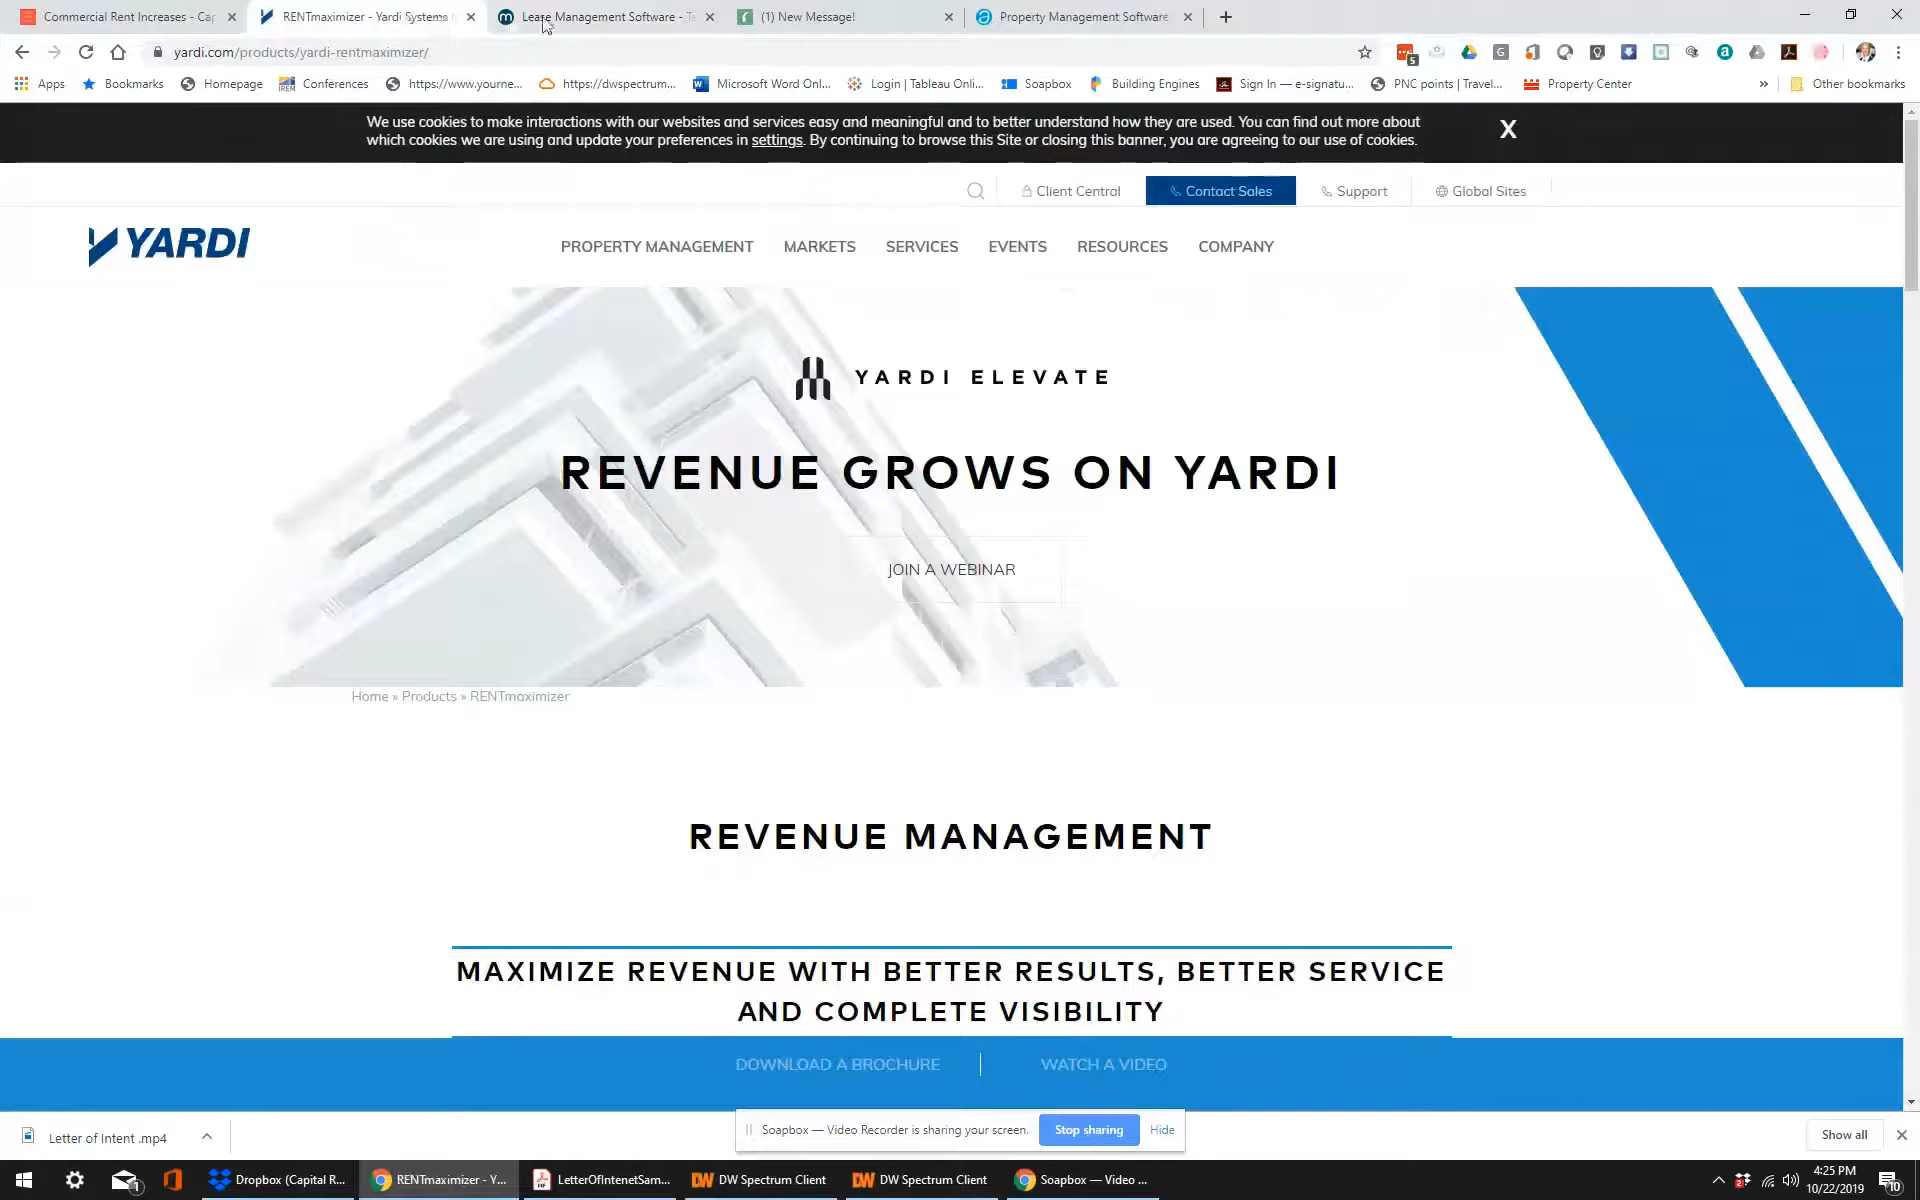 Commercial Rent Increases - Ca
RENTmaximizer - Yardi Systems
Lease Management Software -
(1) New Message!
Property Management Software
yardi.com/products/yardi-rentmaximizer/
5
Apps
Bookmarks
Homepage
Conferences
https://www.yourne...
https://dwspectrum...
Microsoft Word Onl...
Login | Tableau Onli...
Soapbox
Building Engines
Sign In — e-signatu...
PNC points | Travel...
Property Center
»
Other bookmarks
We use cookies to make interactions with our websites and services easy and meaningful and to better understand how they are used. You can find out more about
which cookies we are using and update your preferences in settings. By continuing to browse this Site or closing this banner, you are agreeing to our use of cookies.
X
Client Central
Contact Sales
Support
Global Sites
YARDI
PROPERTY MANAGEMENT
MARKETS
SERVICES
EVENTS
RESOURCES
COMPANY
YARDI ELEVATE
REVENUE GROWS ON YARDI
JOIN A WEBINAR
Home » Products » RENTmaximizer
REVENUE MANAGEMENT
MAXIMIZE REVENUE WITH BETTER RESULTS, BETTER SERVICE
AND COMPLETE VISIBILITY
DOWNLOAD A BROCHURE
WATCH A VIDEO
Letter of Intent .mp4
Soapbox — Video Recorder is sharing your screen.
Stop sharing
Hide
Show all
1
Dropbox (Capital R...
RENTmaximizer - Y...
LetterOfIntenetSam...
DW Spectrum Client
DW Spectrum Client
Soapbox — Video ...
4:25 PM
10/22/2019
10